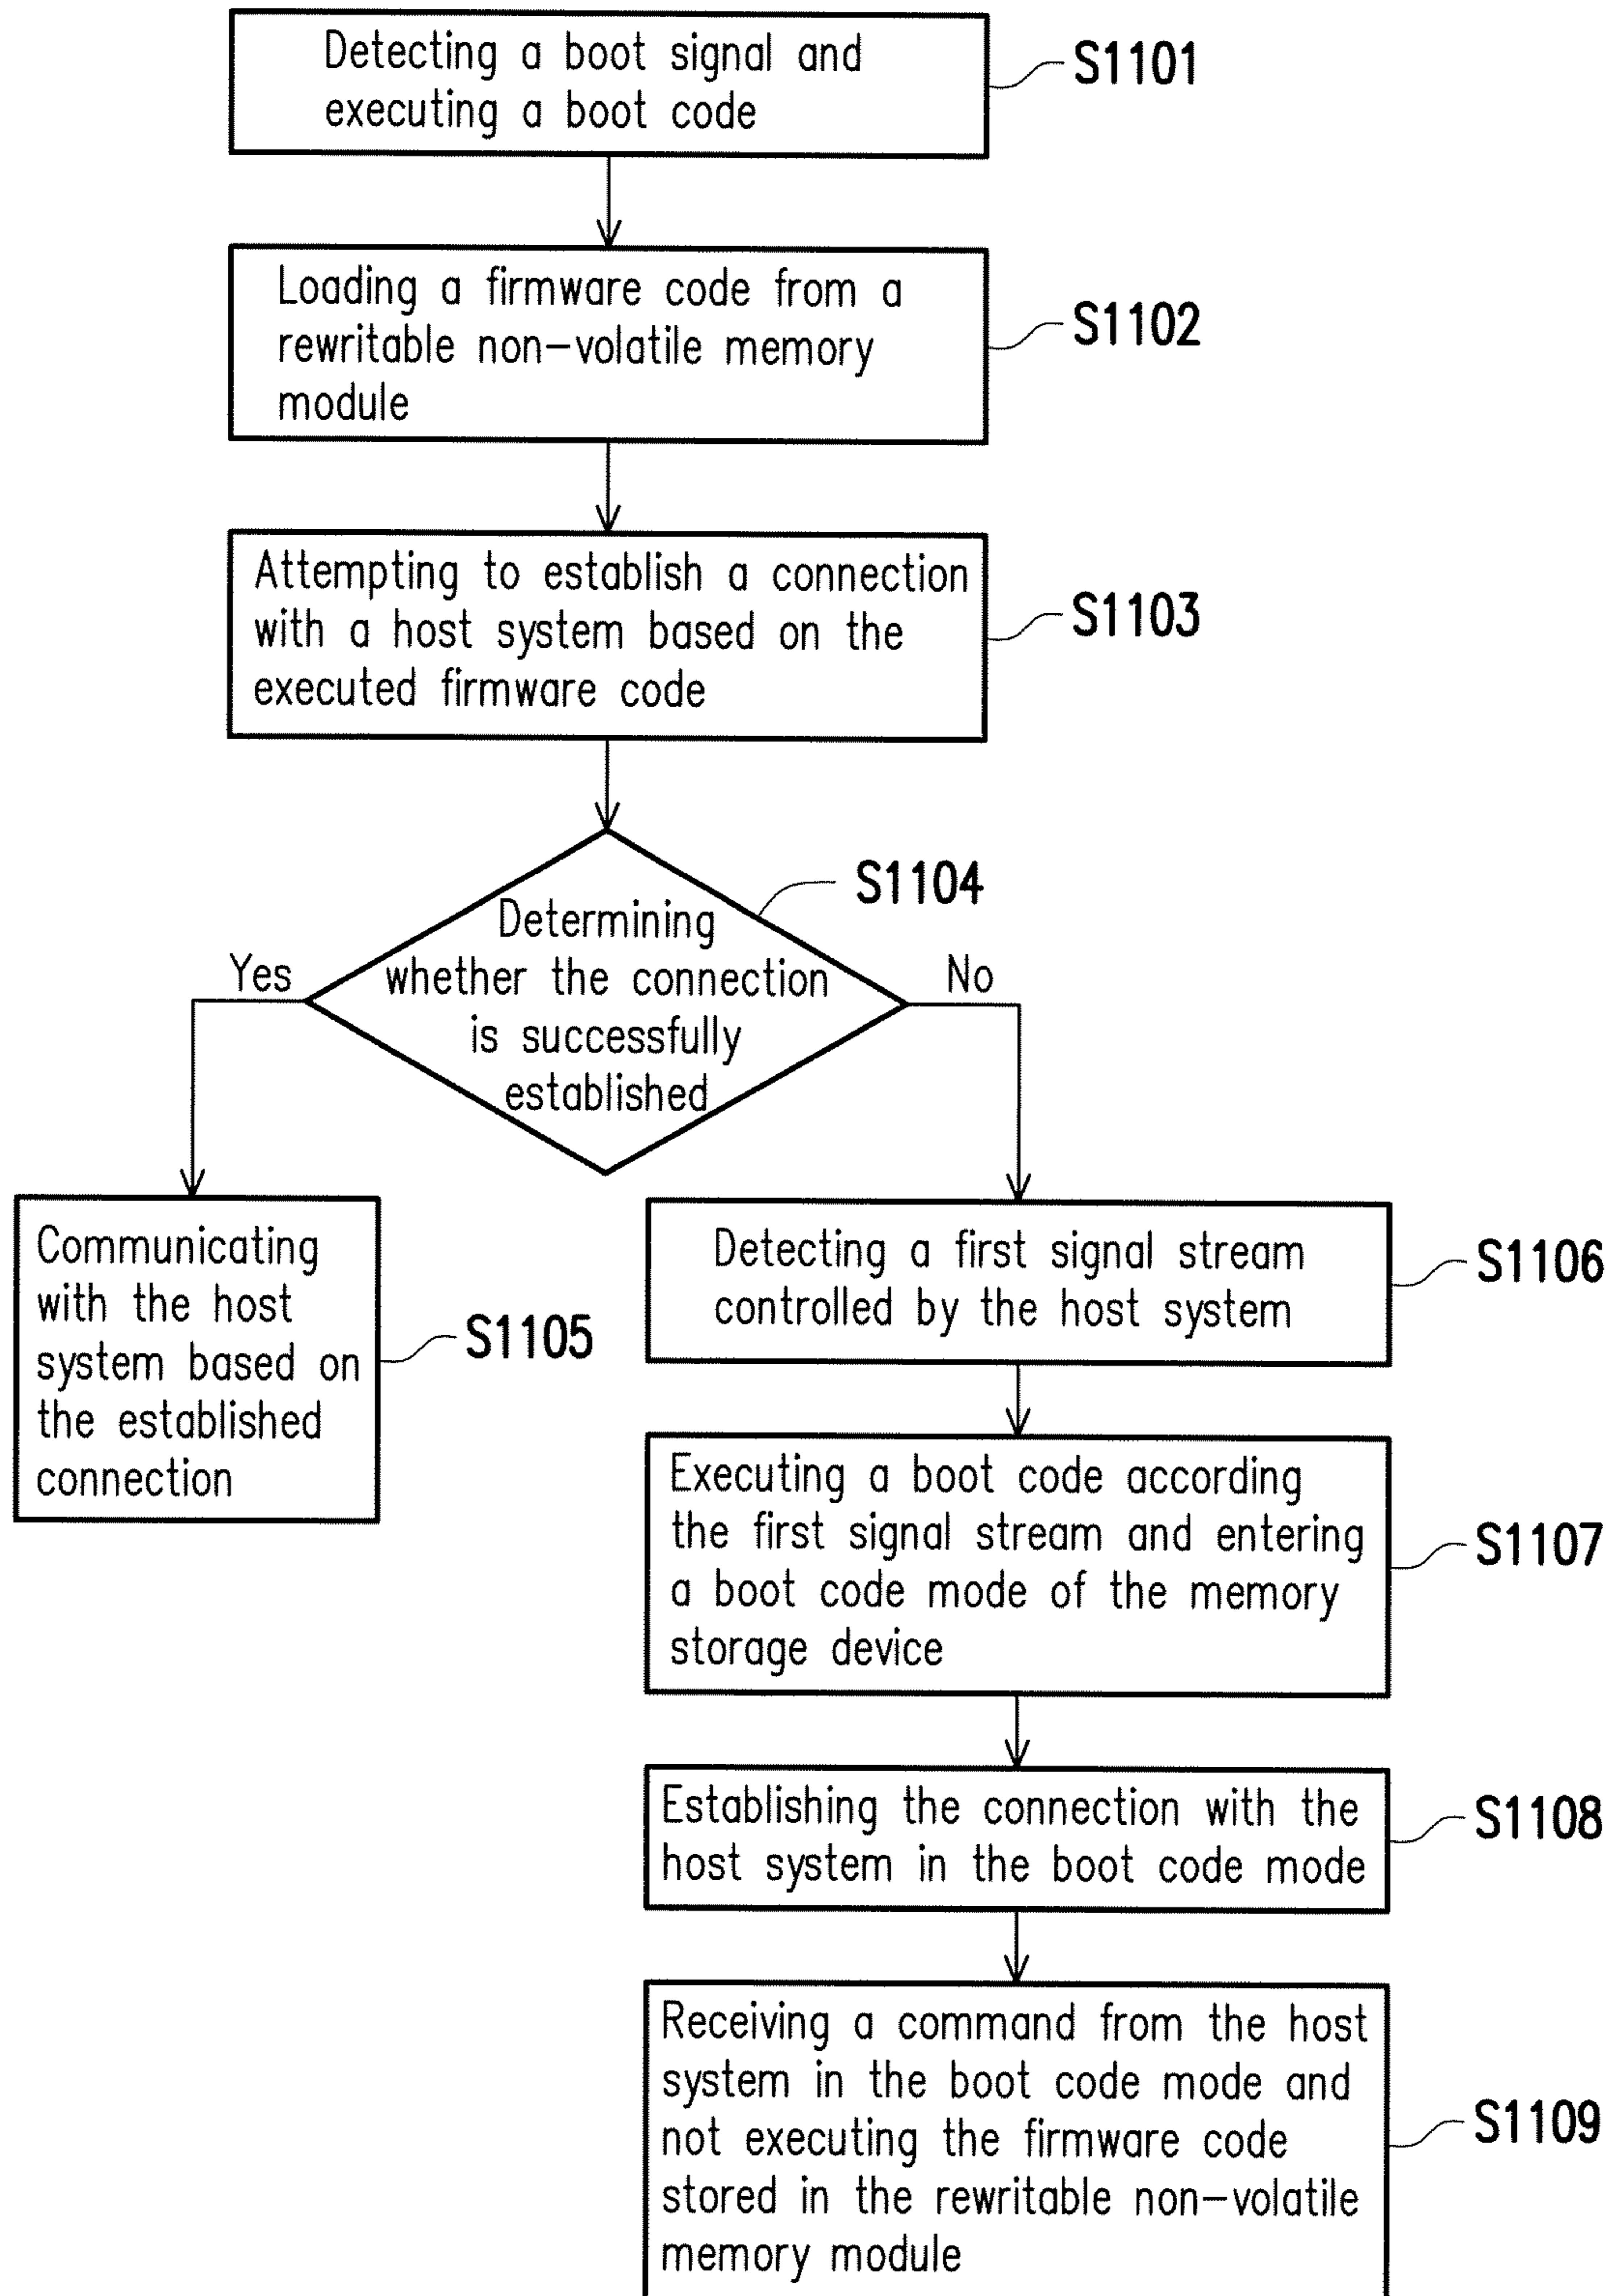 Detecting a boot signal and
executing a boot code
S1101
Loading a firmware code from a
rewritable non-volatile memory
module
S1102
Attempting to establish a connection
with a host system based on the
executed firmware code
S1103
S1104
Determining
whether the connection
is successfully
established
Yes
No
Communicating
with the host
system based on
the established
connection
S1105
Detecting a first signal stream
controlled by the host system
S1106
Executing a boot code according
the first signal stream and entering
a boot code mode of the memory
storage device
S1107
Establishing the connection with the
host system in the boot code mode
S1108
Receiving a command from the host
system in the boot code mode and
not executing the firmware code
stored in the rewritable non-volatile
memory module
S1109